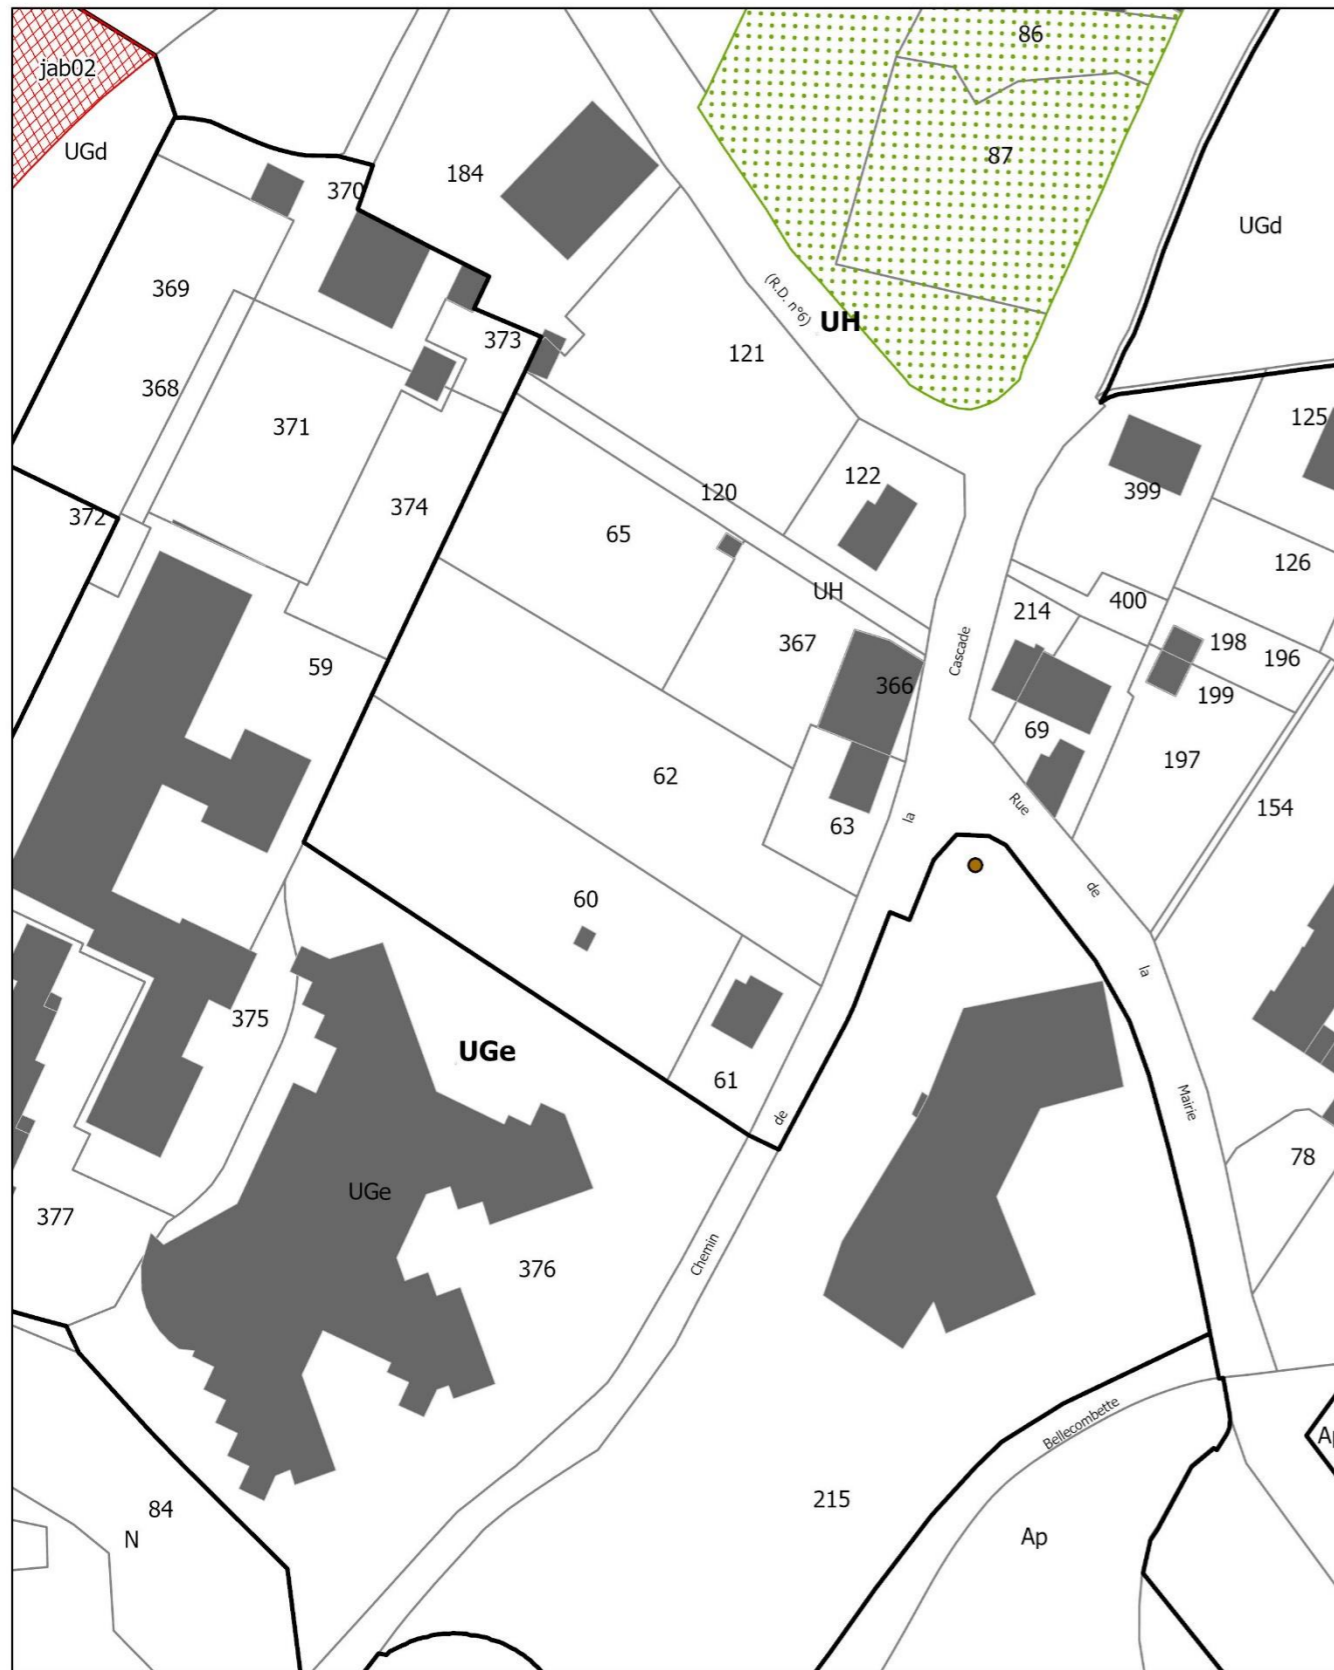 86
jab02
UGd
87
184
370
UGd
369
(R.D. n°6)
UH
373
121
368
125
371
122
399
120
374
372
65
126
UH
400
214
367
198
196
Cascade
59
366
199
69
197
62
Rue
154
la
63
de
60
la
375
UGe
61
de
Mairie
78
UGe
377
Chemin
376
Bellecombette
Ap
215
84
N
Ap